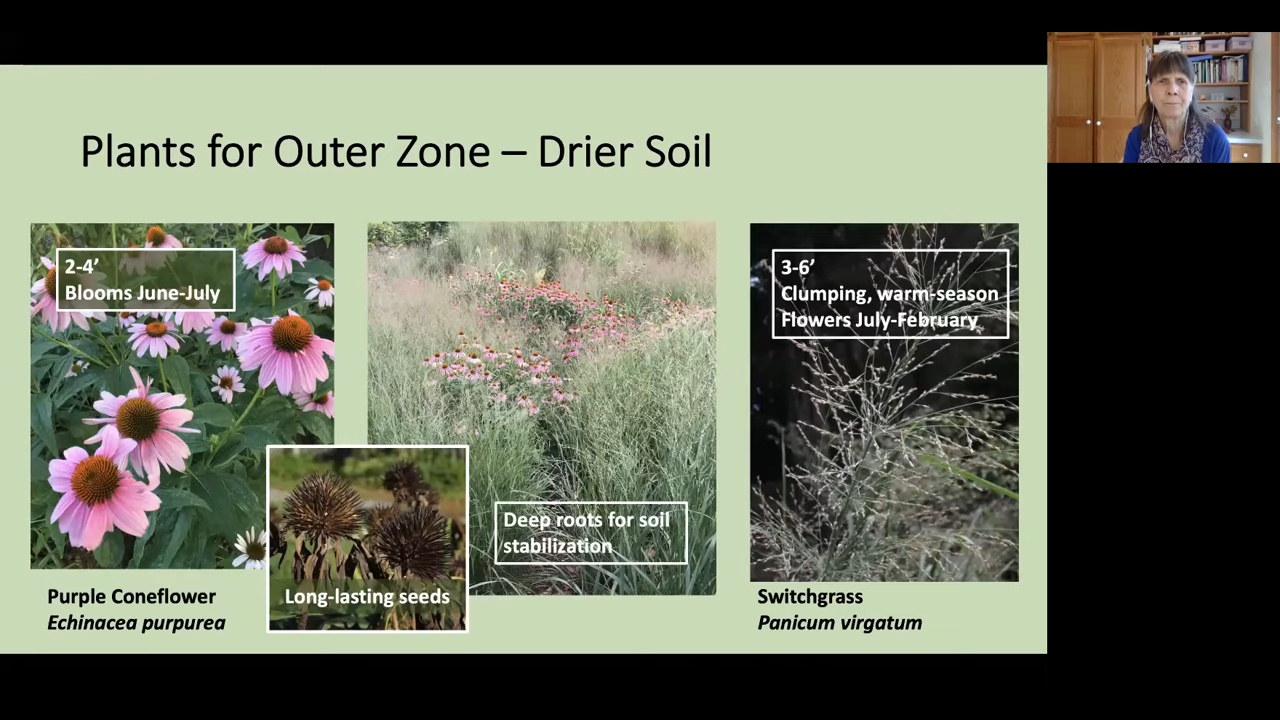 Plants for Outer Zone – Drier Soil
2-4’
Blooms June-July
3-6’
Clumping, warm-season
Flowers July-February
Deep roots for soil
stabilization
Long-lasting seeds
Purple Coneflower
Echinacea purpurea
Switchgrass
Panicum virgatum